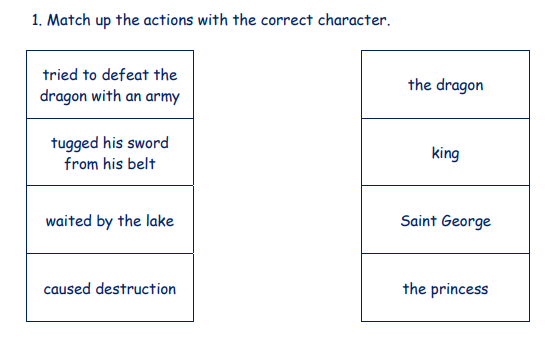 1. Match up the actions with the correct character.
tried to defeat the
dragon with an army
the dragon
tugged his sword
from his belt
king
waited by the lake
Saint George
caused destruction
the princess